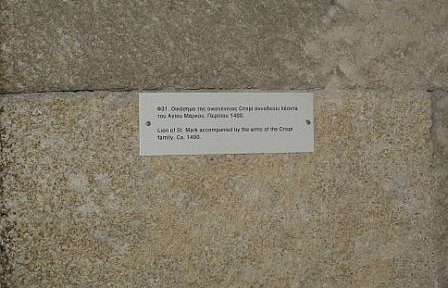 Φ31. Οικόσημα της οικογένειας Crispi συνοδεύει λέοντα
του Αγίου Μάρκου. Περίπου 1400.
Lion of St. Mark accompanied by the arms of the Crispi
family. Ca. 1400.